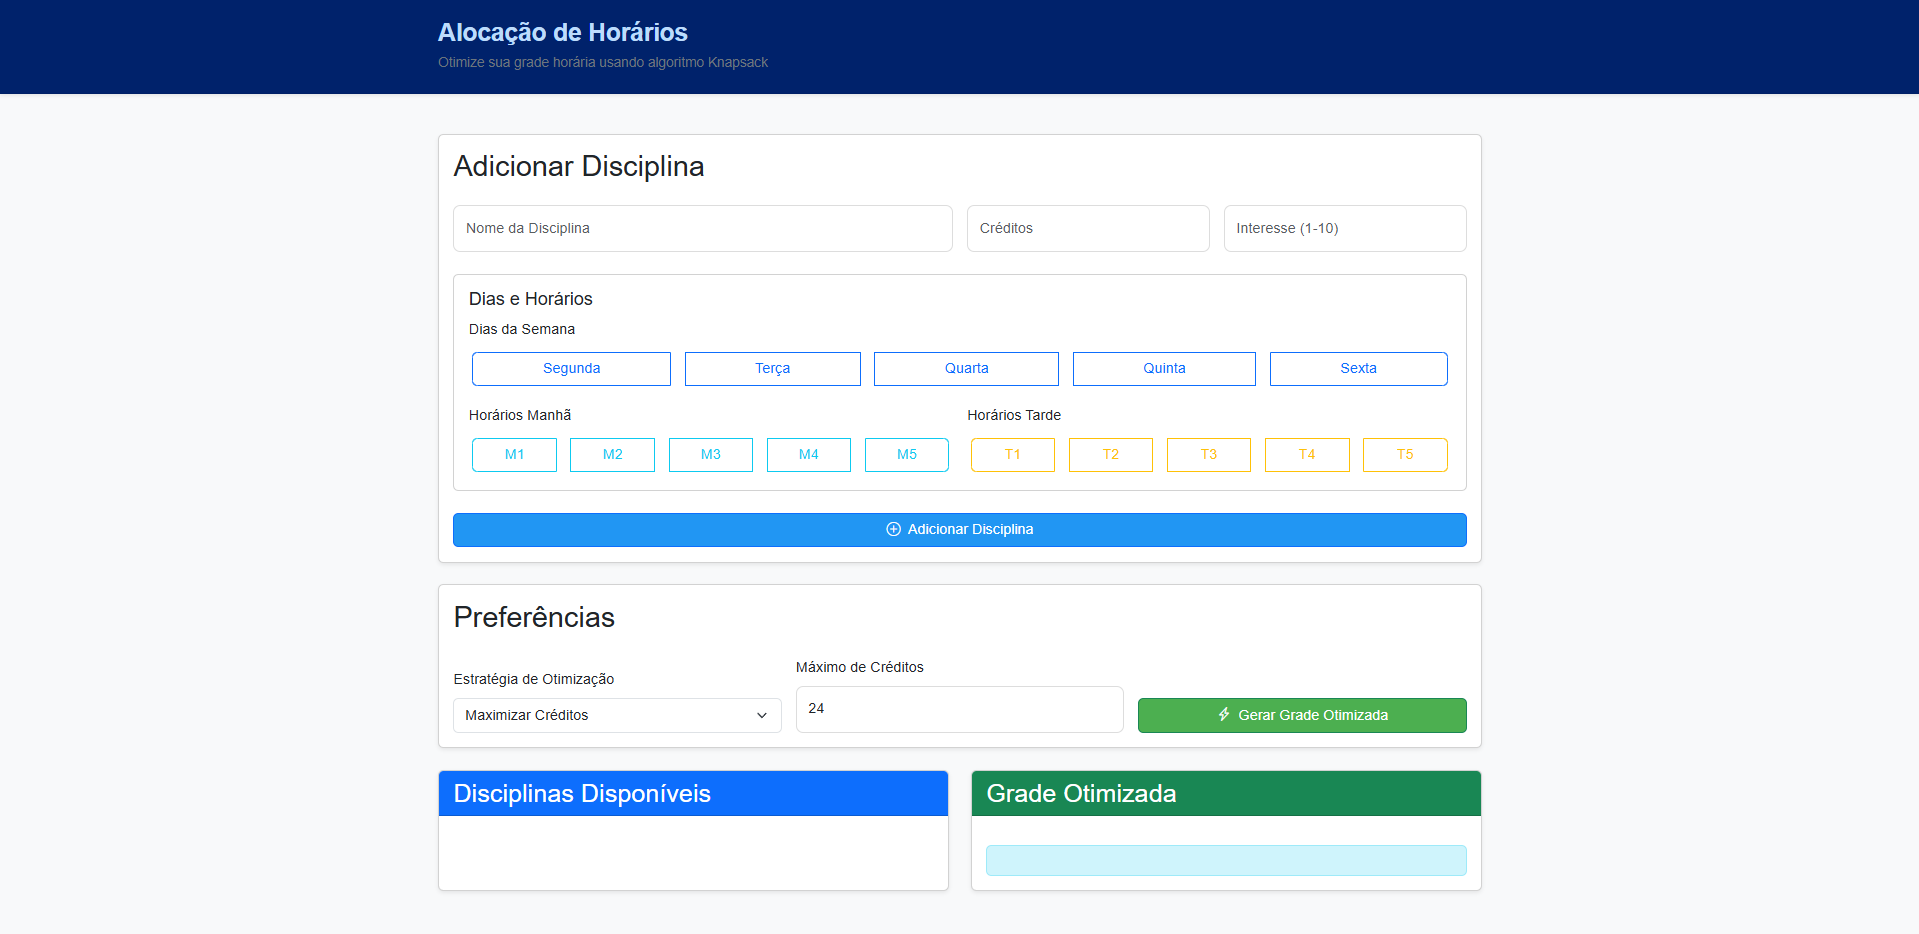 Alocação de Horários
Otimize sua grade horária usando algoritmo Knapsack
Adicionar Disciplina
Nome da Disciplina Créditos Interesse (1-10)
Dias e Horários
Dias da Semana
Segunda Terça Quarta Quinta Sexta
Horários Manhã Horários Tarde
M1 M2 M3 M4 M5 T1 T2 T3 T4 T5
Adicionar Disciplina
Preferências
Estratégia de Otimização
Maximizar Créditos
Máximo de Créditos
24
Gerar Grade Otimizada
Disciplinas Disponíveis
Grade Otimizada